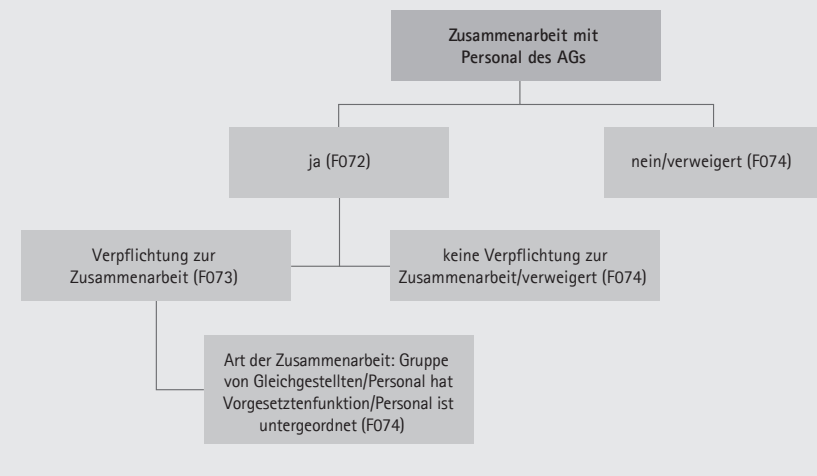 Zusammenarbeit mit
Personal des AGs
ja (F072)
nein/verweigert (F074)
Verpflichtung zur
Zusammenarbeit (F073)
keine Verpflichtung zur
Zusammenarbeit/verweigert (F074)
Art der Zusammenarbeit: Gruppe
von Gleichgestellten/Personal hat
Vorgesetztenfunktion/Personal ist
untergeordnet (F074)